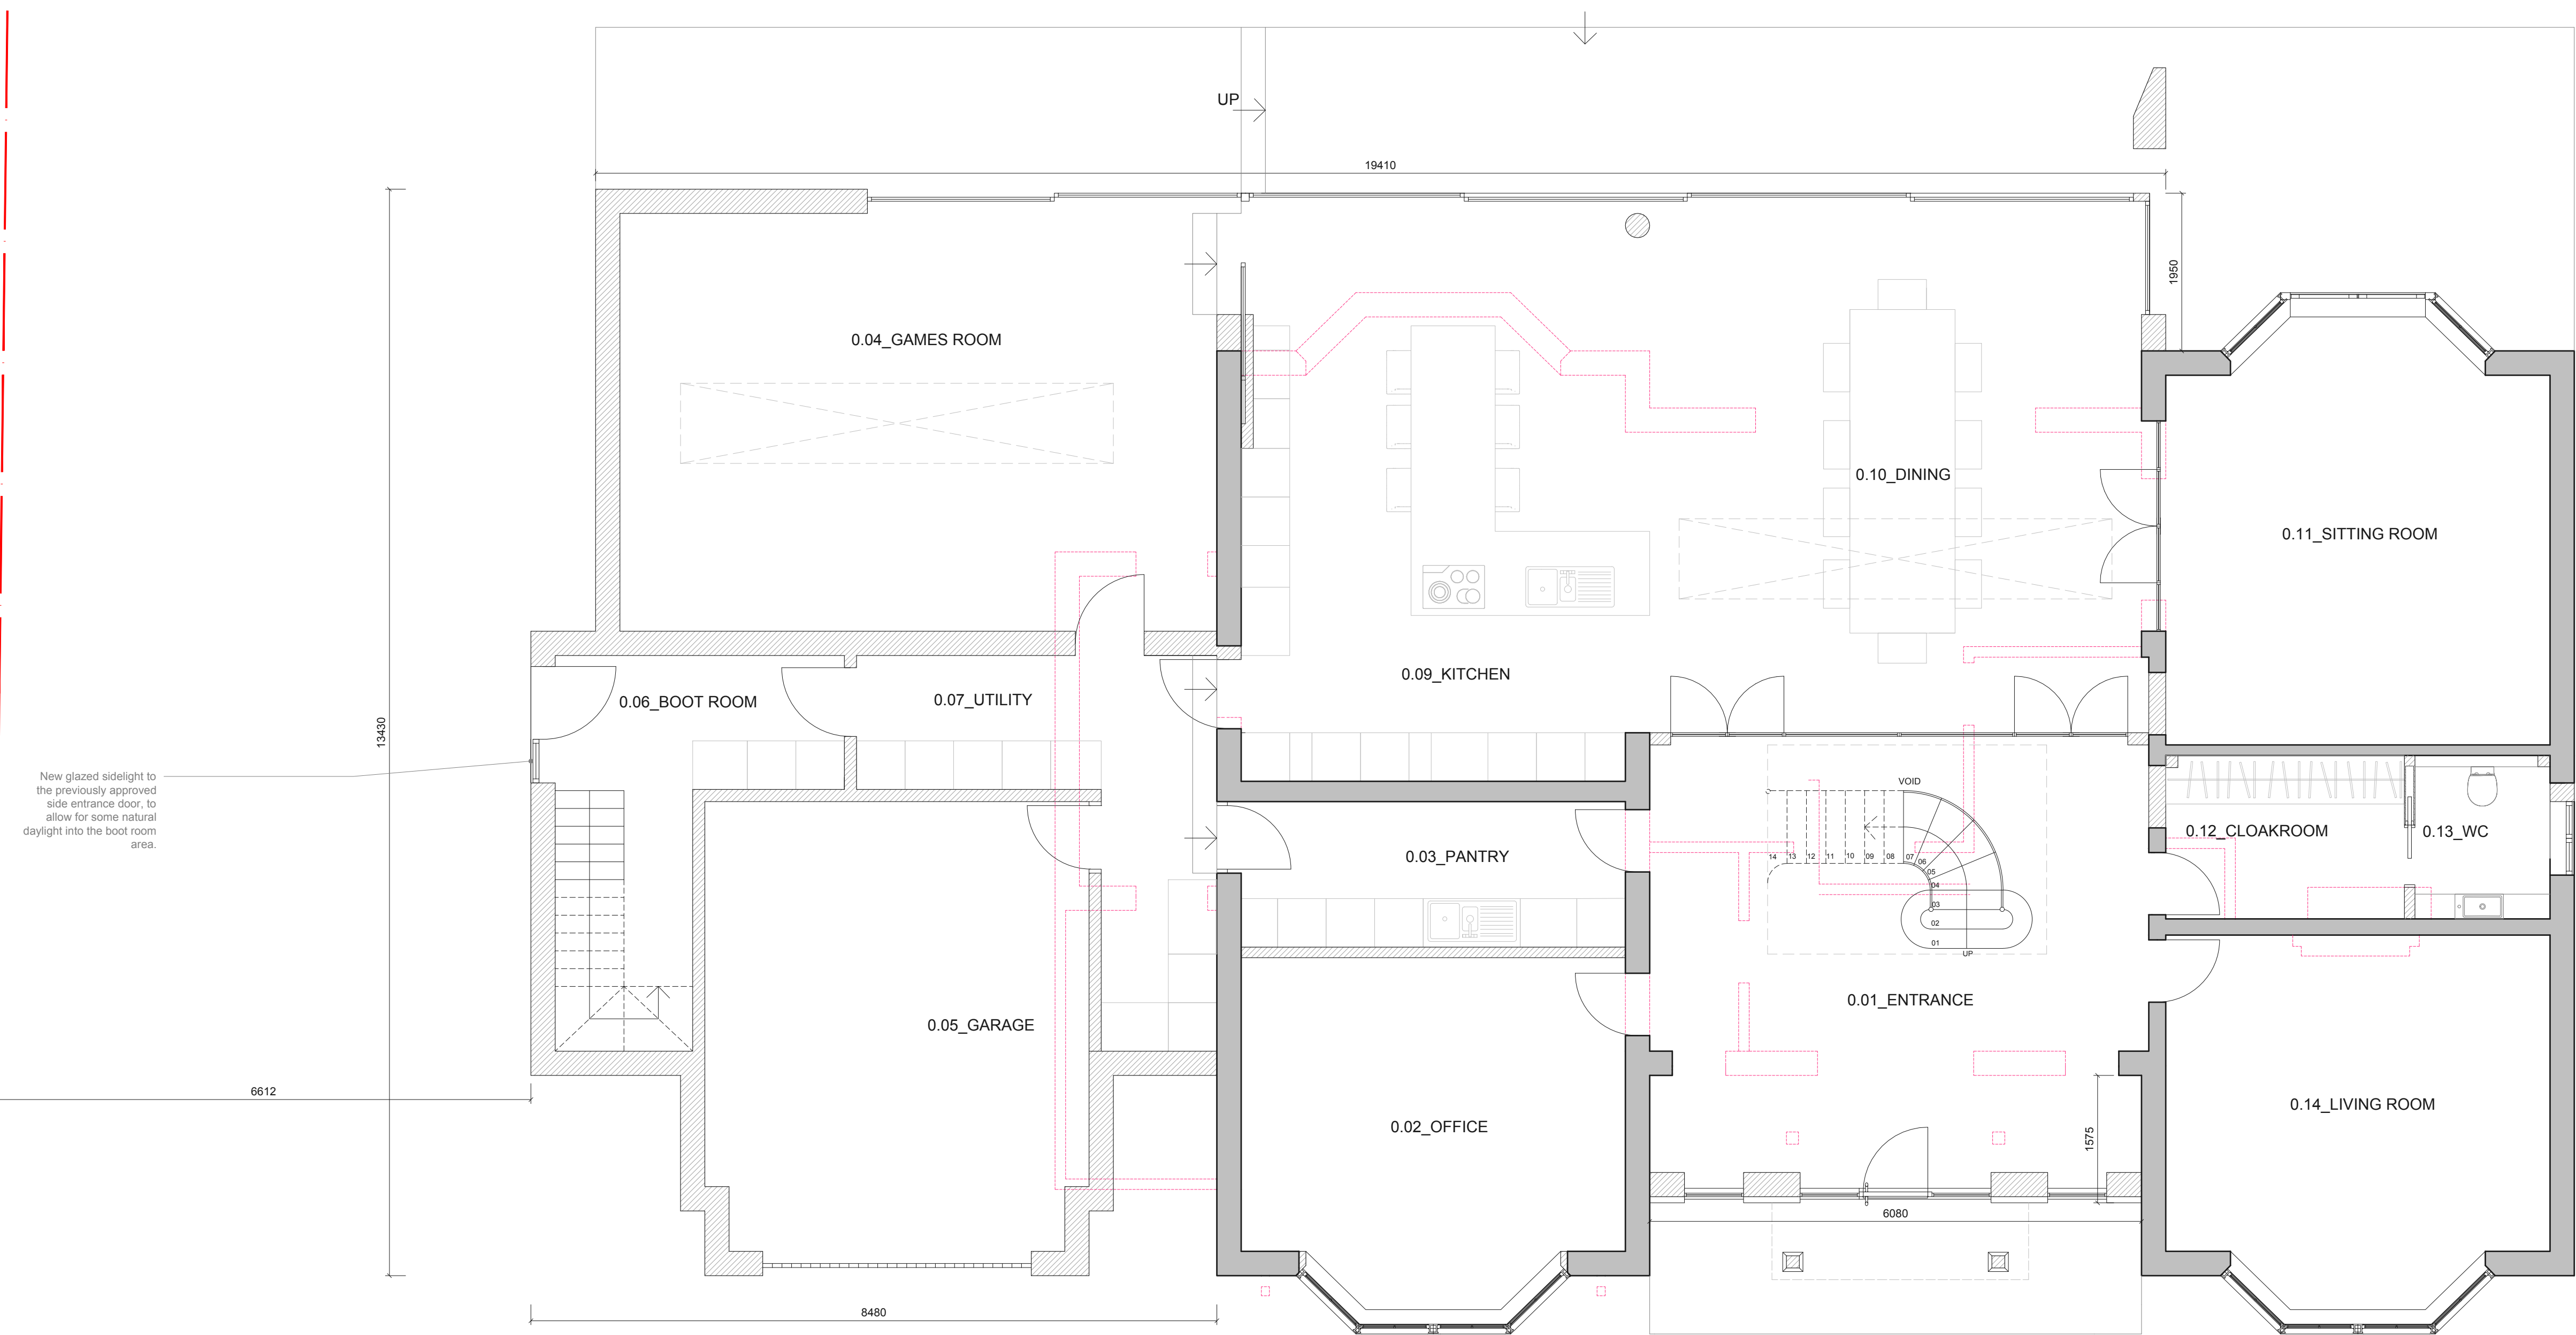 UP
19410
1950
0.04_GAMES ROOM
0.10_DINING
0.11_SITTING ROOM
0.09_KITCHEN
0.06_BOOT ROOM
0.07_UTILITY
13430
New glazed sidelight to
the previously approved
side entrance door, to
allow for some natural
daylight into the boot room
area.
VOID
0.12_CLOAKROOM
0.13_WC
0.03_PANTRY
14 13 12 11 10 09 08 07
06
05
04
03
02
01
UP
0.01_ENTRANCE
0.05_GARAGE
6612
0.02_OFFICE
0.14_LIVING ROOM
1575
6080
8480